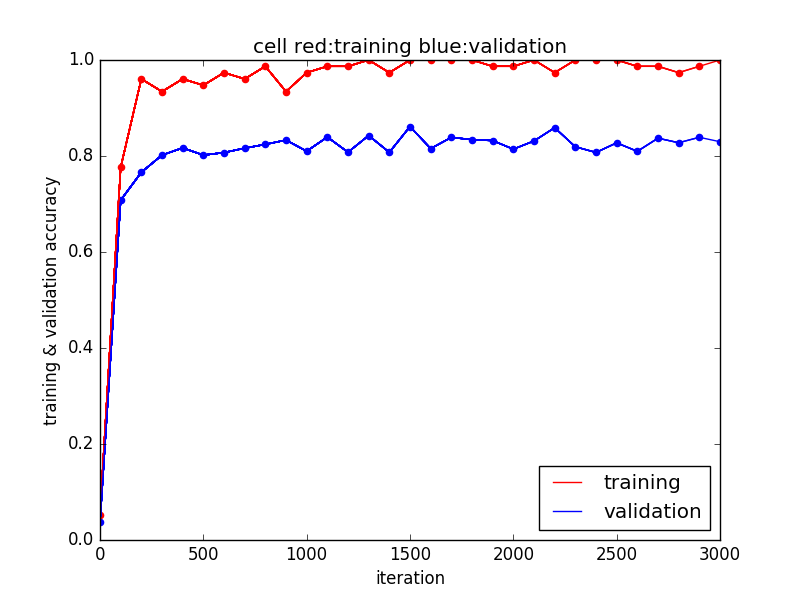 cell red:training blue:validation
1.0
0.8
0.6
0.4
0.2
0.0
training & validation accuracy
0 500 1000 1500 2000 2500 3000
iteration
training
validation